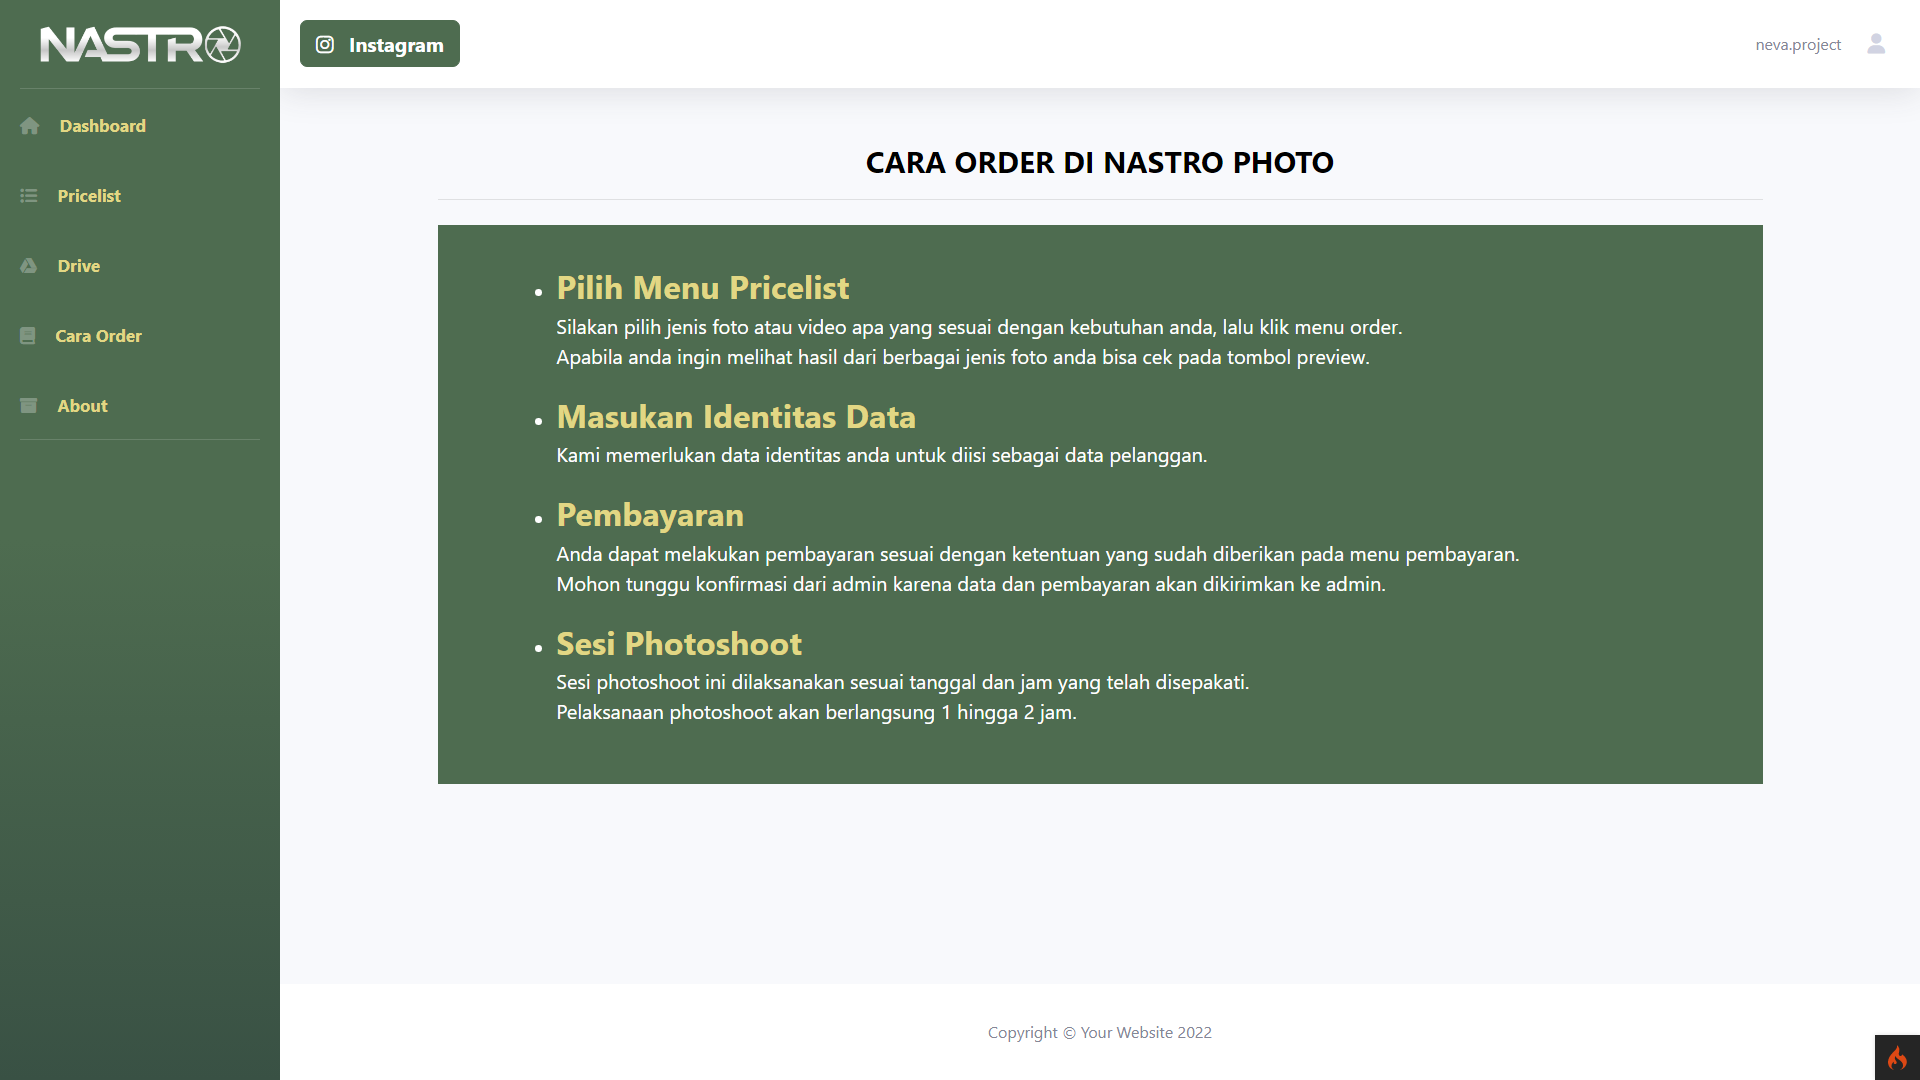 NASTRO
Instagram
neva.project
Dashboard
Pricelist
Drive
Cara Order
About
CARA ORDER DI NASTRO PHOTO
Pilih Menu Pricelist
Silakan pilih jenis foto atau video apa yang sesuai dengan kebutuhan anda, lalu klik menu order.
Apabila anda ingin melihat hasil dari berbagai jenis foto anda bisa cek pada tombol preview.
Masukan Identitas Data
Kami memerlukan data identitas anda untuk diisi sebagai data pelanggan.
Pembayaran
Anda dapat melakukan pembayaran sesuai dengan ketentuan yang sudah diberikan pada menu pembayaran.
Mohon tunggu konfirmasi dari admin karena data dan pembayaran akan dikirimkan ke admin.
Sesi Photoshoot
Sesi photoshoot ini dilaksanakan sesuai tanggal dan jam yang telah disepakati.
Pelaksanaan photoshoot akan berlangsung 1 hingga 2 jam.
Copyright © Your Website 2022